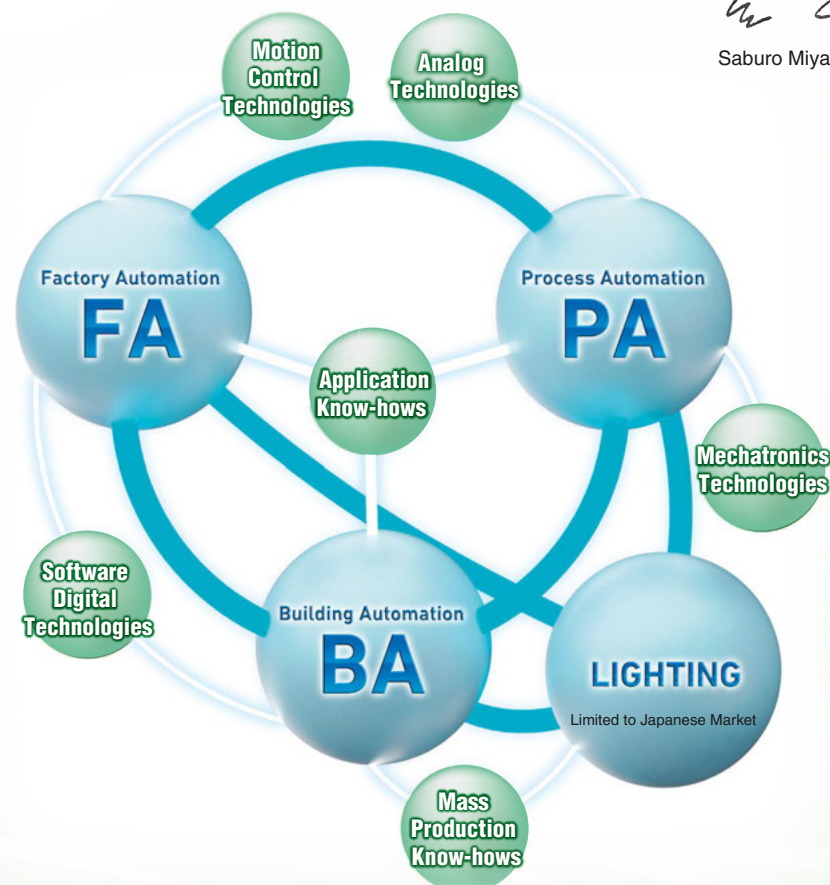 Saburo
Motion
Control
Technologies
Analog
Technologies
Factory Automation
FA
Process Automation
PA
Application
Know-hows
Mechatronics
Technologies
Software
Digital
Technologies
Building Automation
BA
LIGHTING
Limited to Japanese Market
Mass
Production
Know-hows